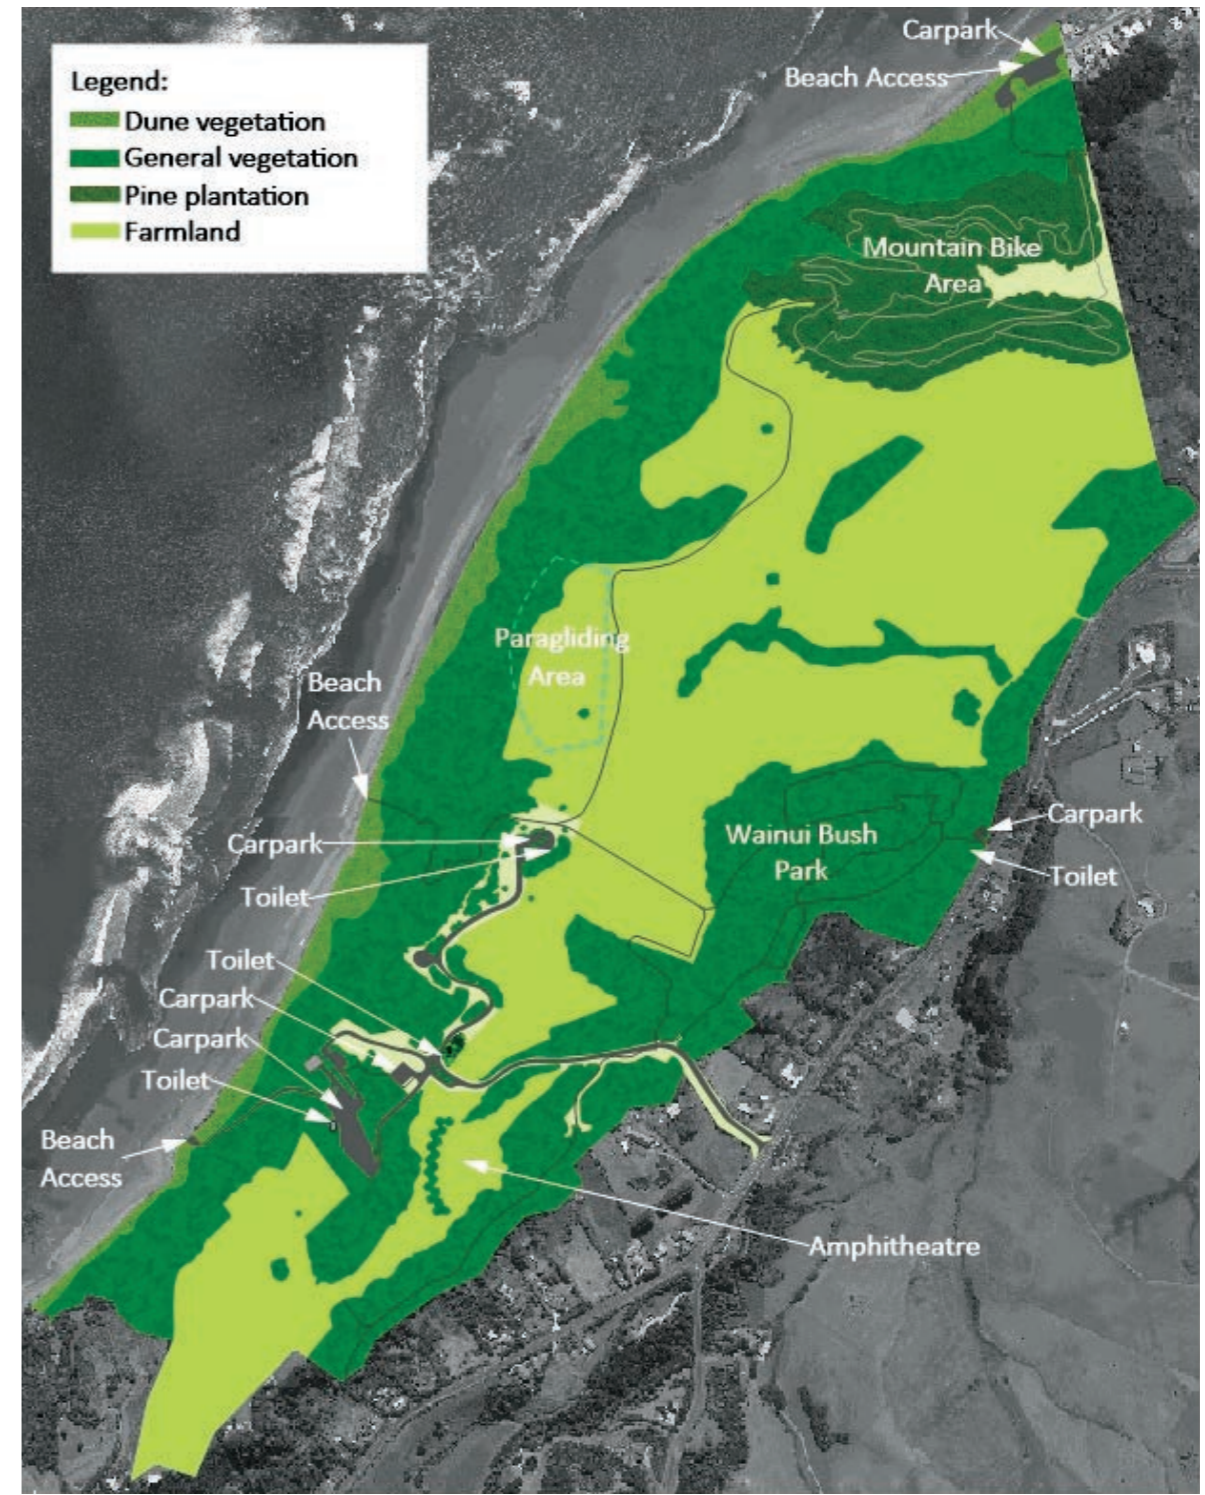 Carpark
Beach Access
Legend:
Dune vegetation
General vegetation
Pine plantation
Farmland
Mountain Bike
Area
Paragliding
Area
Beach
Access
Carpark
Wainui Bush
Park
Carpark
Toilet
Toilet
Toilet
Carpark
Carpark
Toilet
Beach
Access
Amphitheatre